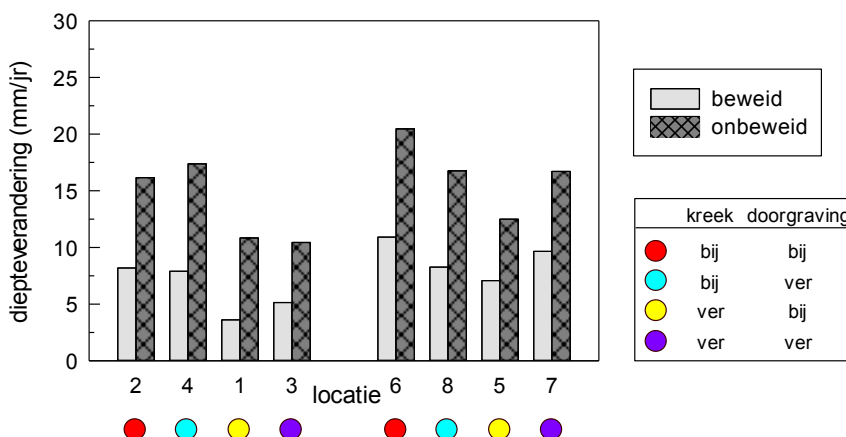 30
25
20
15
10
5
0
diepteverandering (mm/jr)
2 4 1 3 locatie 6 8 5 7
beweid
onbeweid
kreek doorgraving
bij bij
bij ver
ver bij
ver ver